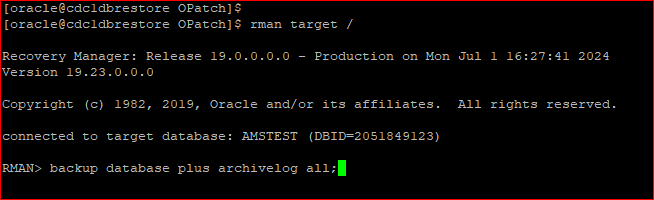 [oracle@cdc1dbrestore OPatch]$
[oracle@cdc1dbrestore OPatch]$ rman target /
Recovery Manager: Release 19.0.0.0.0 - Production on Mon Jul 1 16:27:41 2024
Version 19.23.0.0.0
Copyright (c) 1982, 2019, Oracle and/or its affiliates.  All rights reserved.
connected to target database: AMSTEST (DBID=2051849123)
RMAN> backup database plus archivelog all;